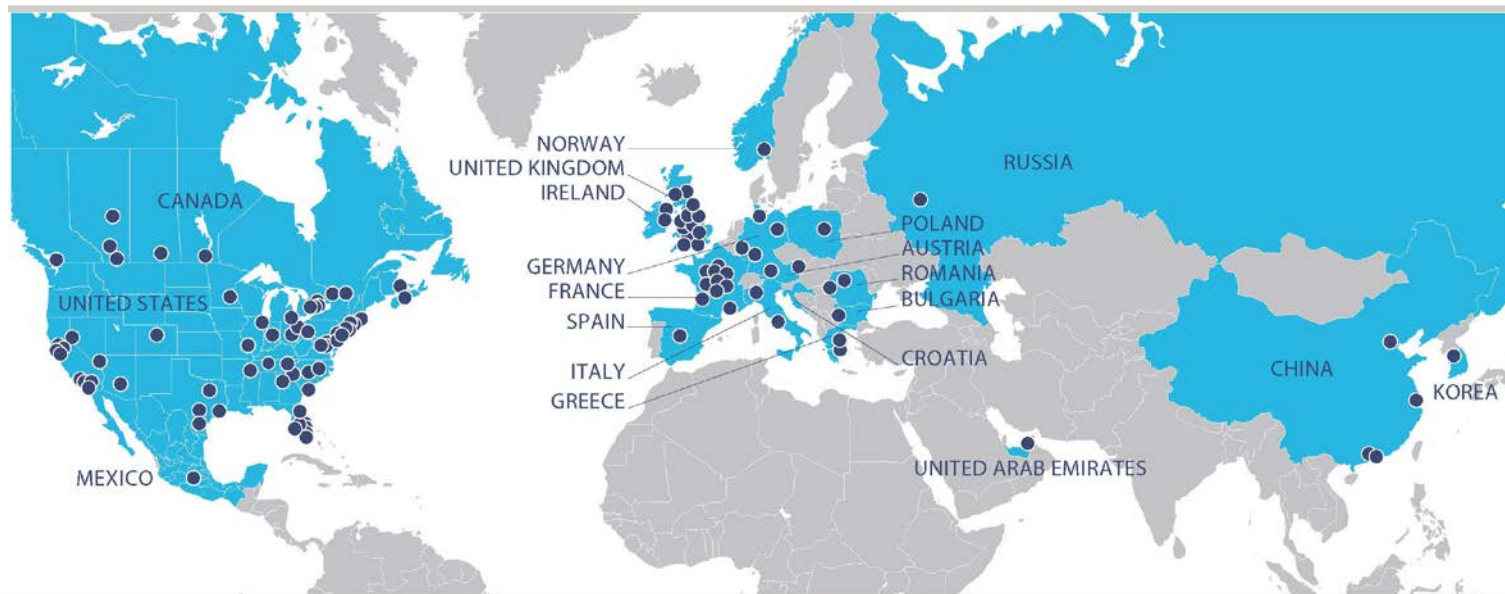 NORWAY
UNITED KINGDOM
IRELAND
RUSSIA
CANADA
POLAND
AUSTRIA
GERMANY
ROMANIA
FRANCE
BULGARIA
UNITED STATES
SPAIN
CROATIA
ITALY
CHINA
GREECE
KOREA
UNITED ARAB EMIRATES
MEXICO